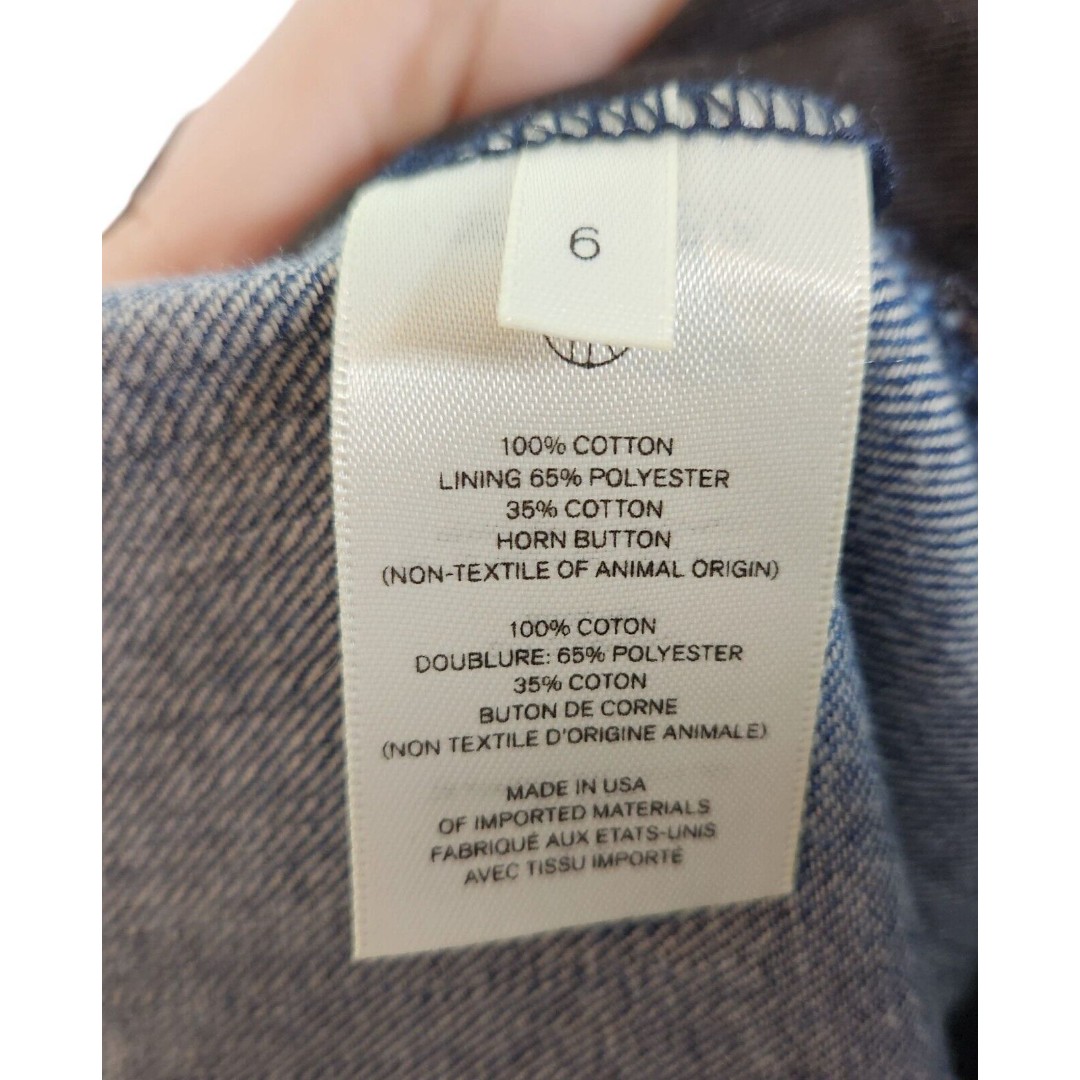 6
100% COTTON
LINING 65% POLYESTER
35% COTTON
HORN BUTTON
(NON-TEXTILE OF ANIMAL ORIGIN)
100% COTON
DOUBLURE: 65% POLYESTER
35% COTON
BUTON DE CORNE
(NON TEXTILE D'ORIGINE ANIMALE)
MADE IN USA
OF IMPORTED MATERIALS
FABRIQUÉ AUX ETATS-UNIS
AVEC TISSU IMPORTÉ